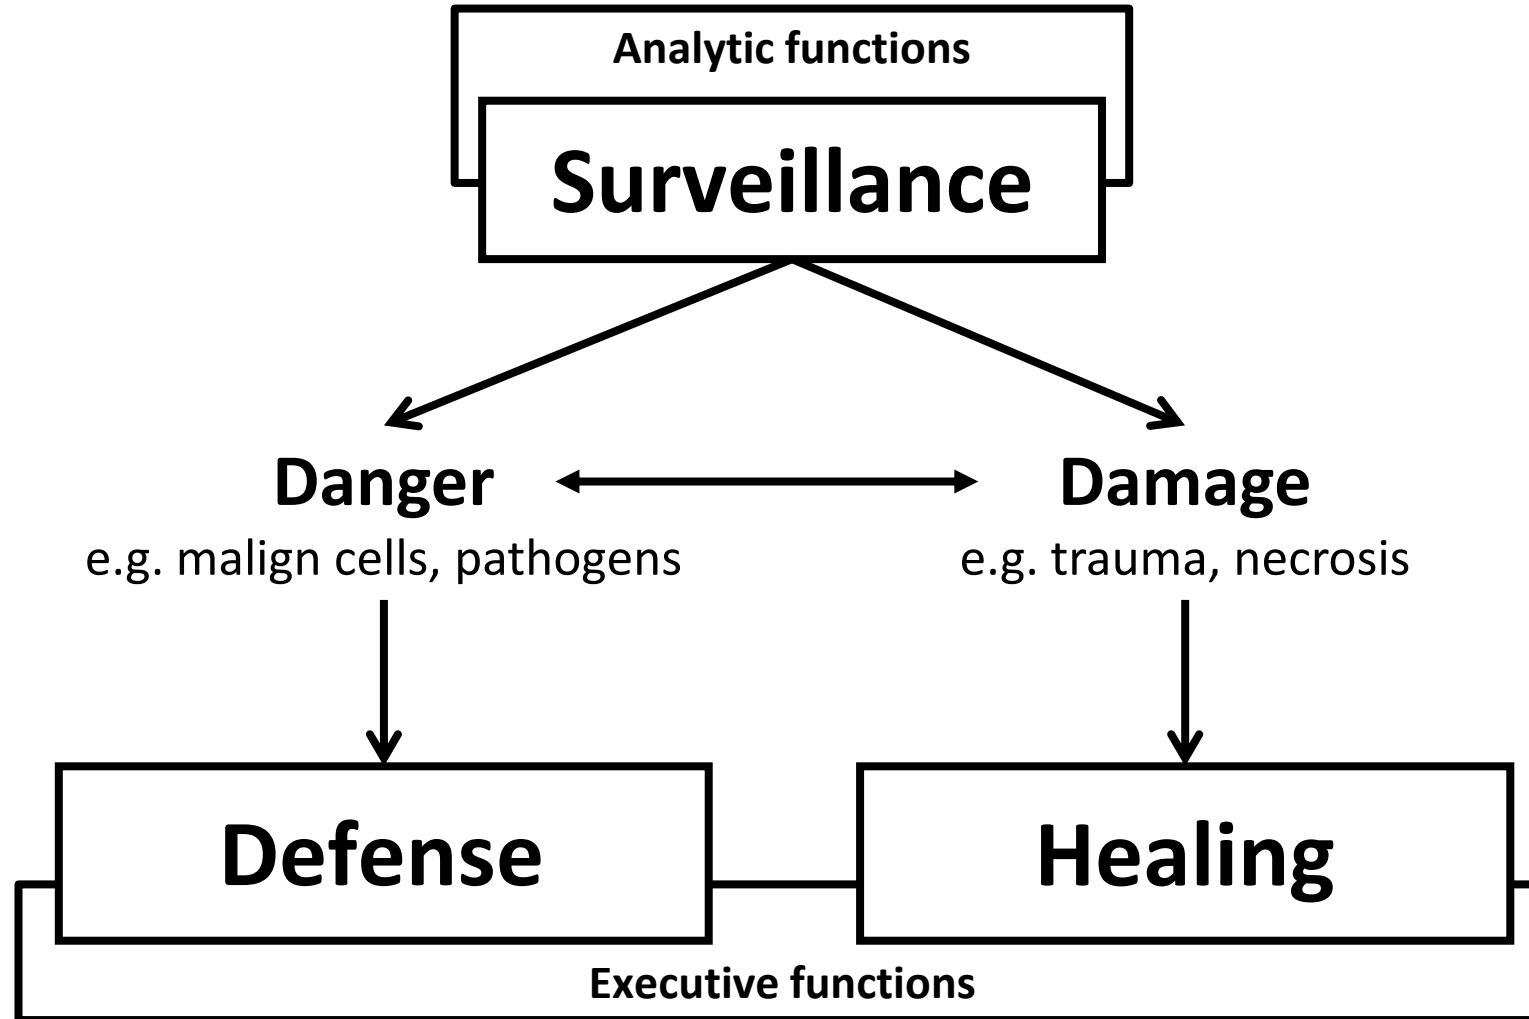 Analytic functions
Surveillance
Danger
Damage
e.g. malign cells, pathogens
e.g. trauma, necrosis
Defense
Healing
Executive functions